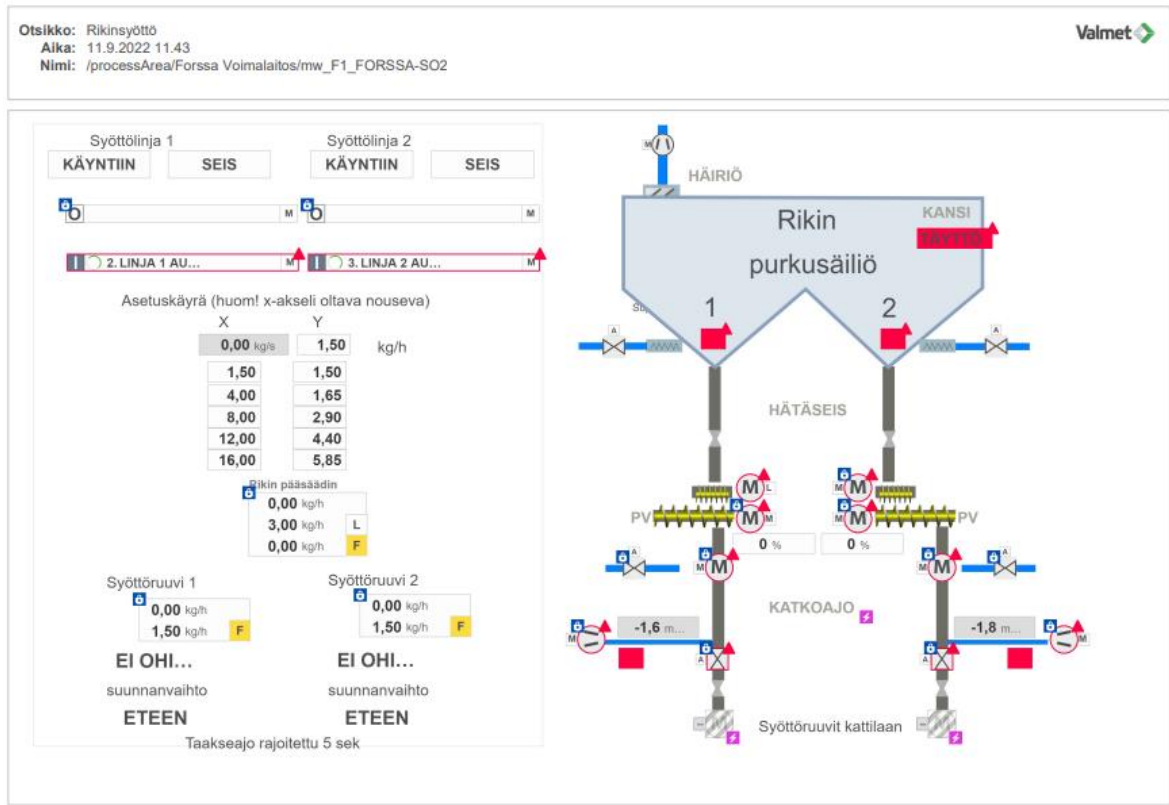 Otsikko: Rikinsyöttö
Aika: 11.9.2022 11.43
Nimi: /processArea/Forssa Voimalaitos/mw_F1_FORSSA-SO2
Valmet
Syöttölinja 1 Syöttölinja 2
KÄYNTIIN SEIS KÄYNTIIN SEIS
O M O M
2. LINJA 1 AU... M 3. LINJA 2 AU... M
Asetuskäyrä (huom! x-akseli oltava nouseva)
X Y
0,00 kg/s 1,50 kg/h
1,50 1,50
4,00 1,65
8,00 2,90
12,00 4,40
16,00 5,85
Rikin pääsäädin
0,00 kg/h
3,00 kg/h L
0,00 kg/h F
Syöttöruuvi 1 Syöttöruuvi 2
0,00 kg/h 0,00 kg/h
1,50 kg/h F 1,50 kg/h F
EI OHI... EI OHI...
suunnanvaihto suunnanvaihto
ETEEN ETEEN
Taakseajo rajoitettu 5 sek
M
HÄIRIÖ
KANSI
Rikin
TÄYTTÖ
purkusäiliö
1 2
A A
HÄTÄSEIS
M L M M
PV M M M M PV
0 % 0 %
A M M M M A
KATKOAJO
-1,6 m... -1,8 m...
M M
A A
M Syöttöruuvit kattilaan M